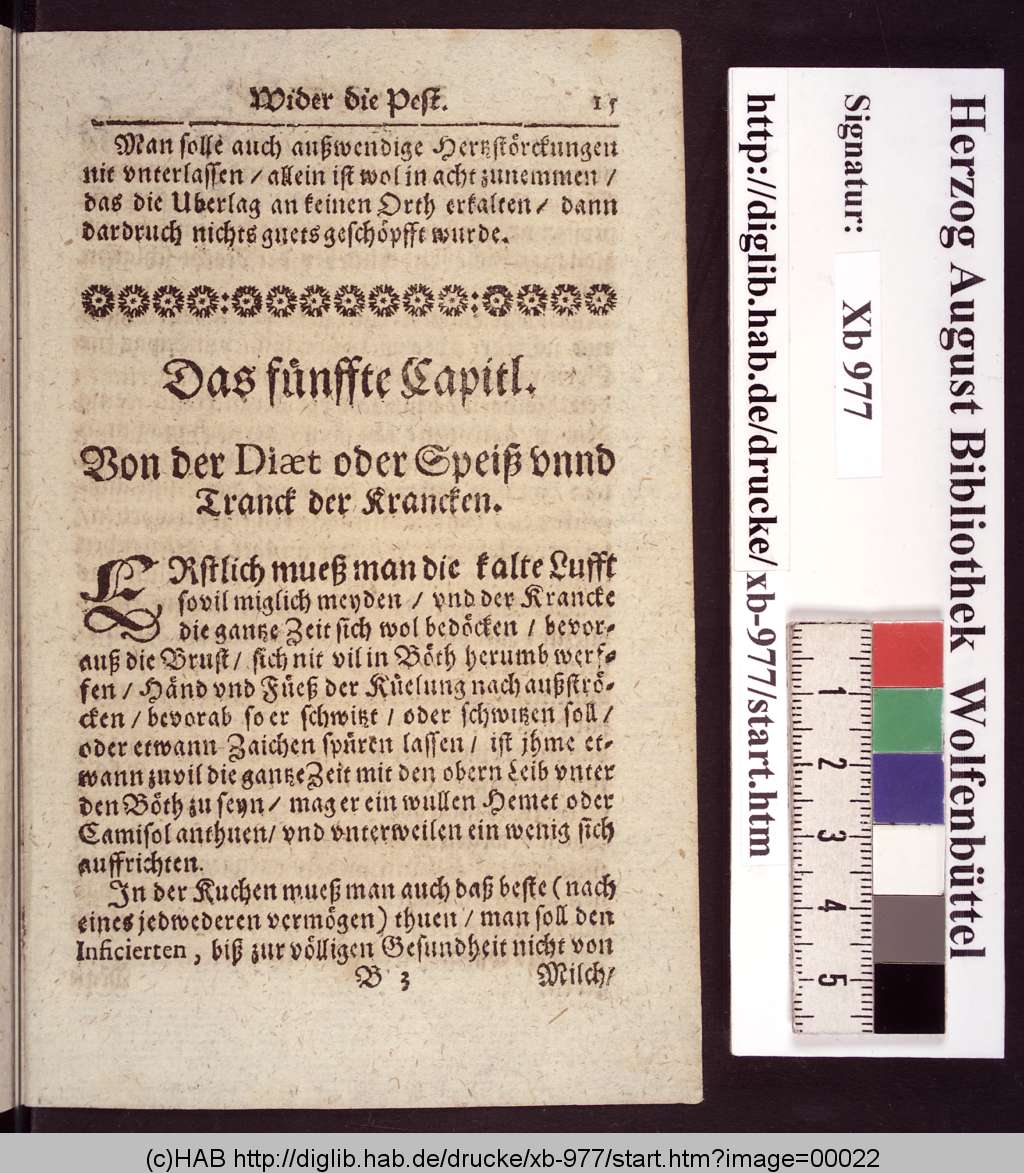 Wider die Pest. 15
Man solle auch außwendige Hertzstörckungen
nit vnterlassen / allein ist wol in acht zunemmen /
das die Uberlag an keinen Orth erkalten / dann
dardruch nichts guets geschöpfft wurde.
Das fünffte Capitl.
Von der Diæt oder Speiß vnnd
Tranck der Krancken.
ERstlich mueß man die kalte Lufft
sovil miglich meyden / vnd der Krancke
die gantze Zeit sich wol bedöcken / bevor-
auß die Brust / sich nit vil in Böth herumb werf-
fen / Händ vnd Füeß der Küelung nach außströ-
cken / bevorab so er schwitzt / oder schwitzen soll /
oder etwann Zaichen spüren lassen / ist jhme et-
wann zuvil die gantze Zeit mit den obern Leib vnter
den Böth zu seyn / mag er ein wullen Hemet oder
Camisol anthuen / vnd vnterweilen ein wenig sich
auffrichten.
In der Kuchen mueß man auch daß beste (nach
eines jedwederen vermögen) thuen / man soll den
Inficierten, biß zur völligen Gesundheit nicht von
B 3 Milch /
Herzog August Bibliothek Wolfenbüttel
Signatur: Xb 977
http://diglib.hab.de/drucke/xb-977/start.htm
1 2 3 4 5
(c)HAB http://diglib.hab.de/drucke/xb-977/start.htm?image=00022